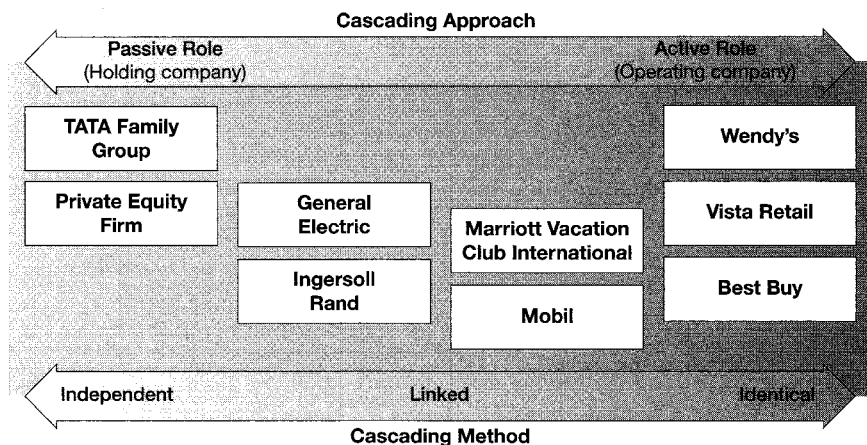 Cascading Approach
Passive Role
(Holding company)
Active Role
(Operating company)
TATA Family
Group
Private Equity
Firm
General
Electric
Ingersoll
Rand
Marriott Vacation
Club International
Mobil
Wendy's
Vista Retail
Best Buy
Independent
Linked
Identical
Cascading Method